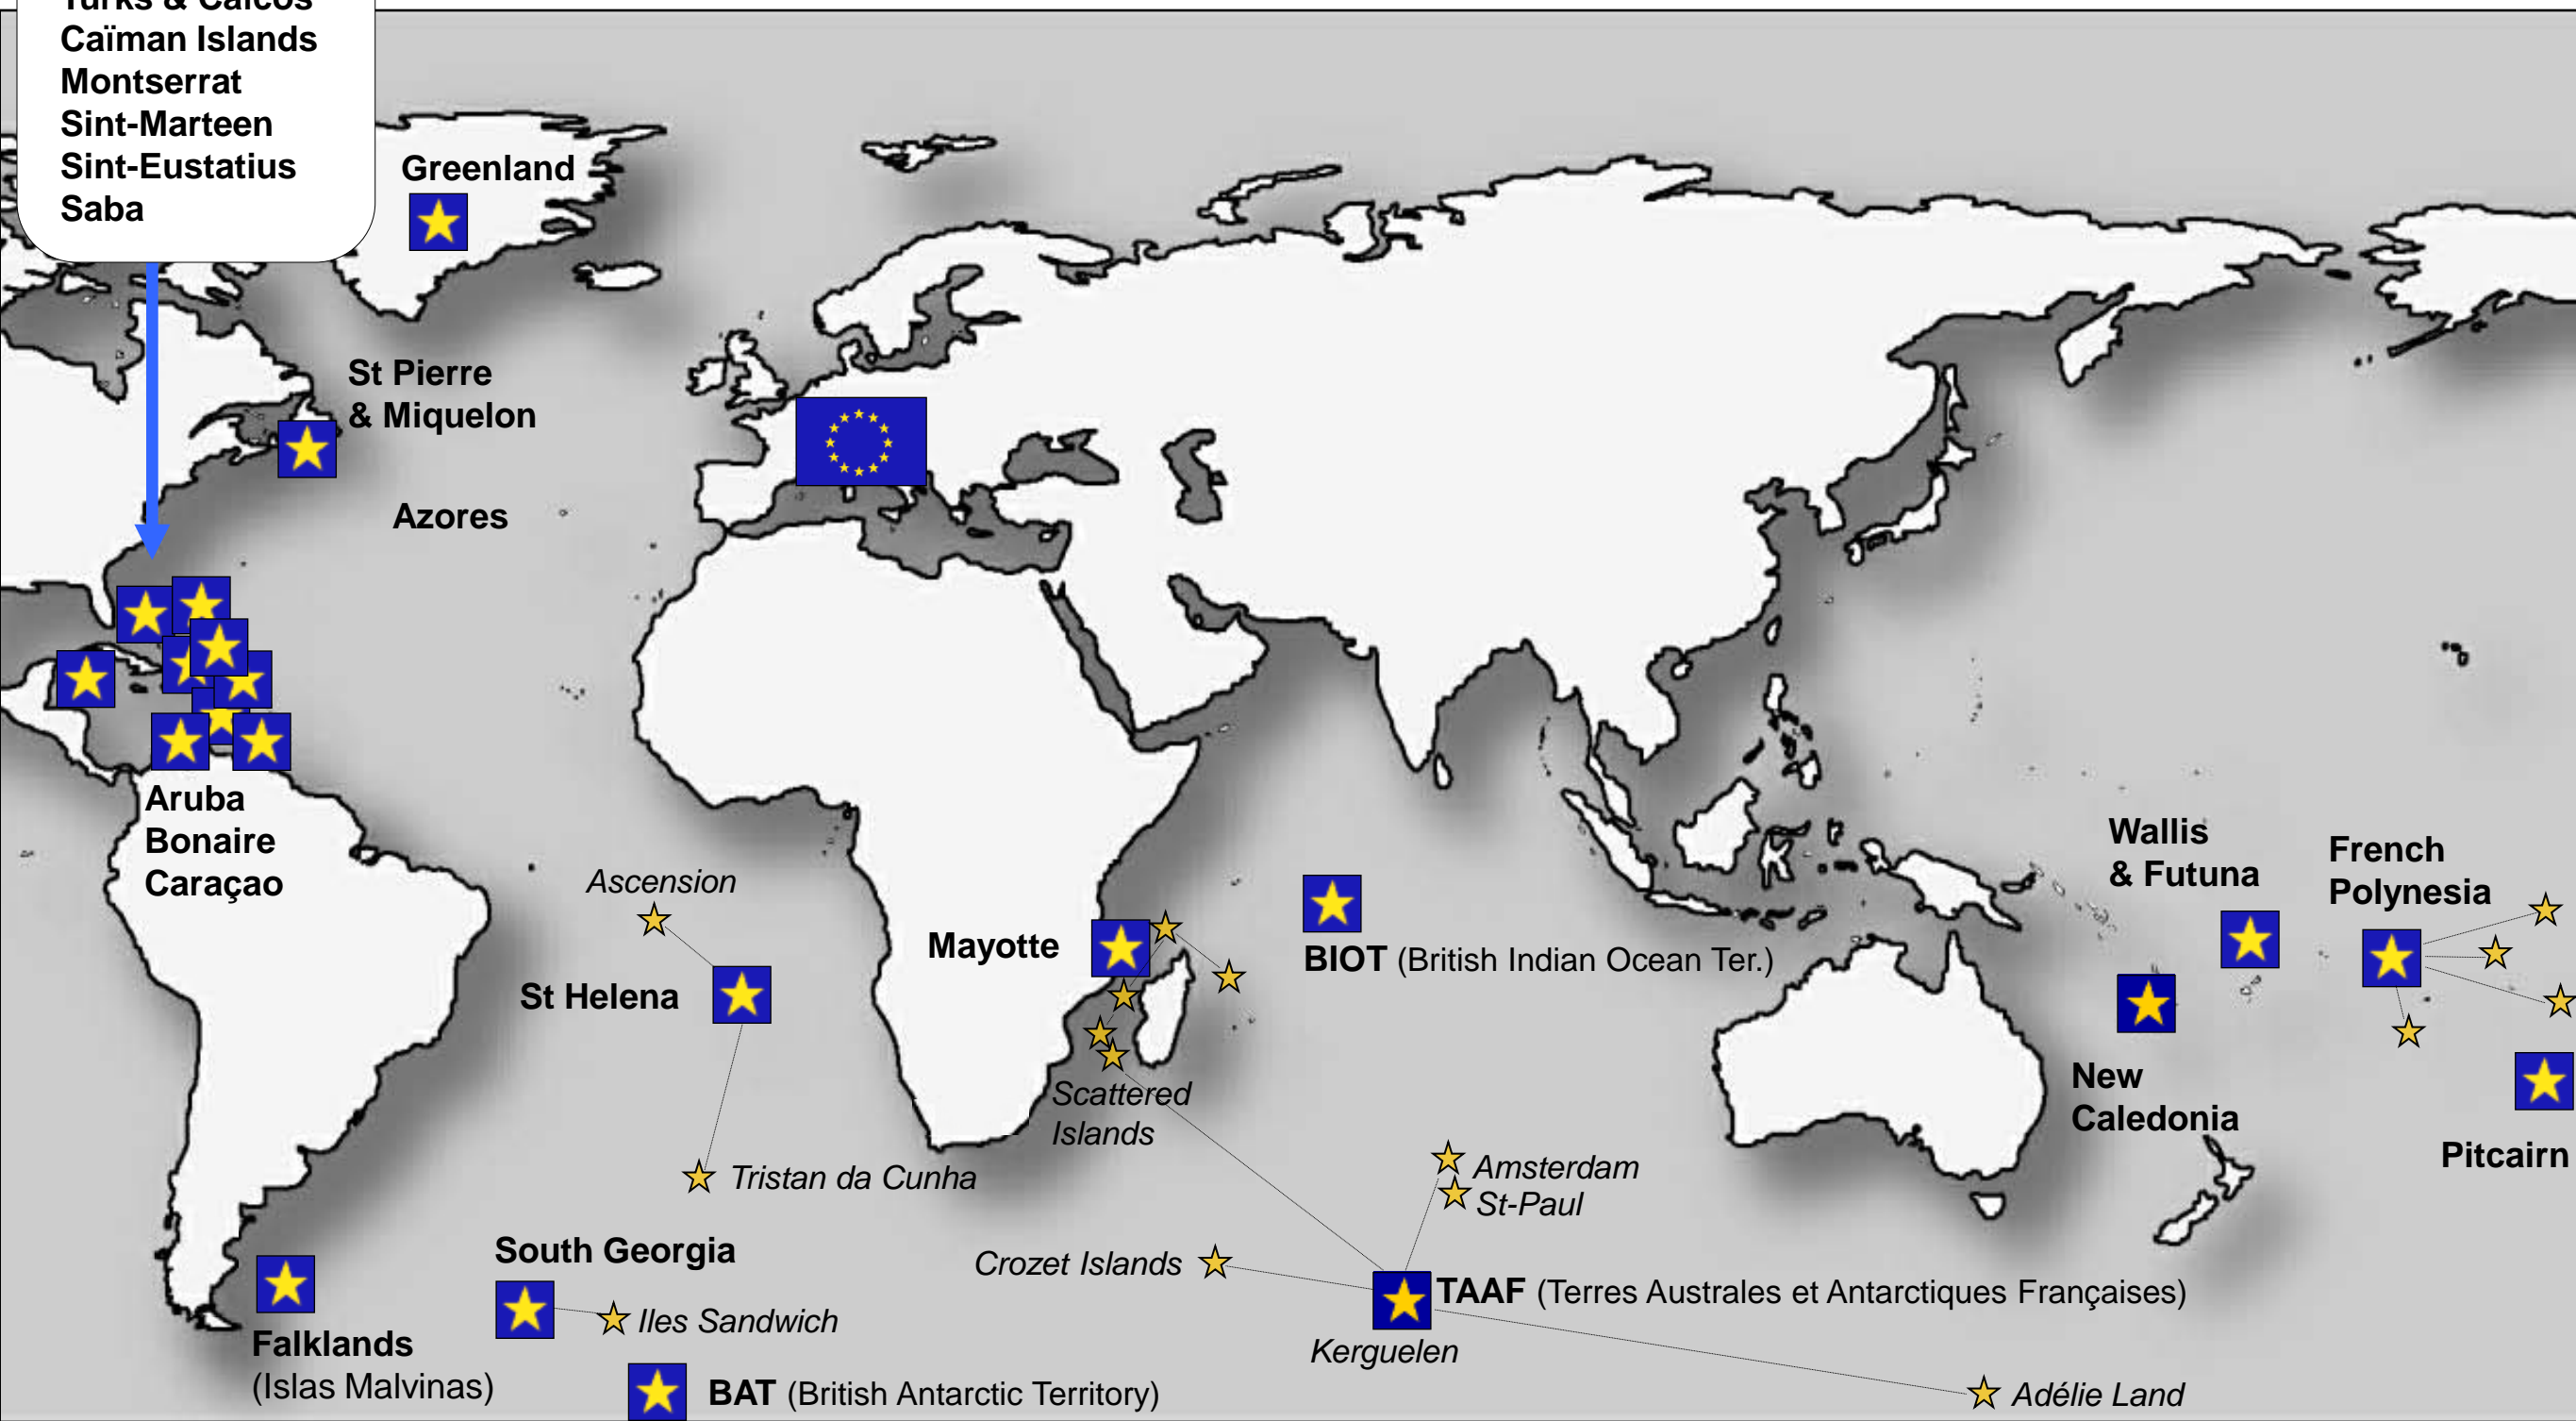 Turks & Caïcos
Caïman Islands
Montserrat
Sint-Marteen
Sint-Eustatius
Saba
Greenland
St Pierre
& Miquelon
Azores
Aruba
Bonaire
Caraçao
Ascension
St Helena
Tristan da Cunha
Mayotte
Scattered
Islands
BIOT (British Indian Ocean Ter.)
Wallis
& Futuna
French
Polynesia
New
Caledonia
Pitcairn
Amsterdam
St-Paul
Crozet Islands
TAAF (Terres Australes et Antarctiques Françaises)
Kerguelen
Adélie Land
South Georgia
Iles Sandwich
Falklands
(Islas Malvinas)
BAT (British Antarctic Territory)